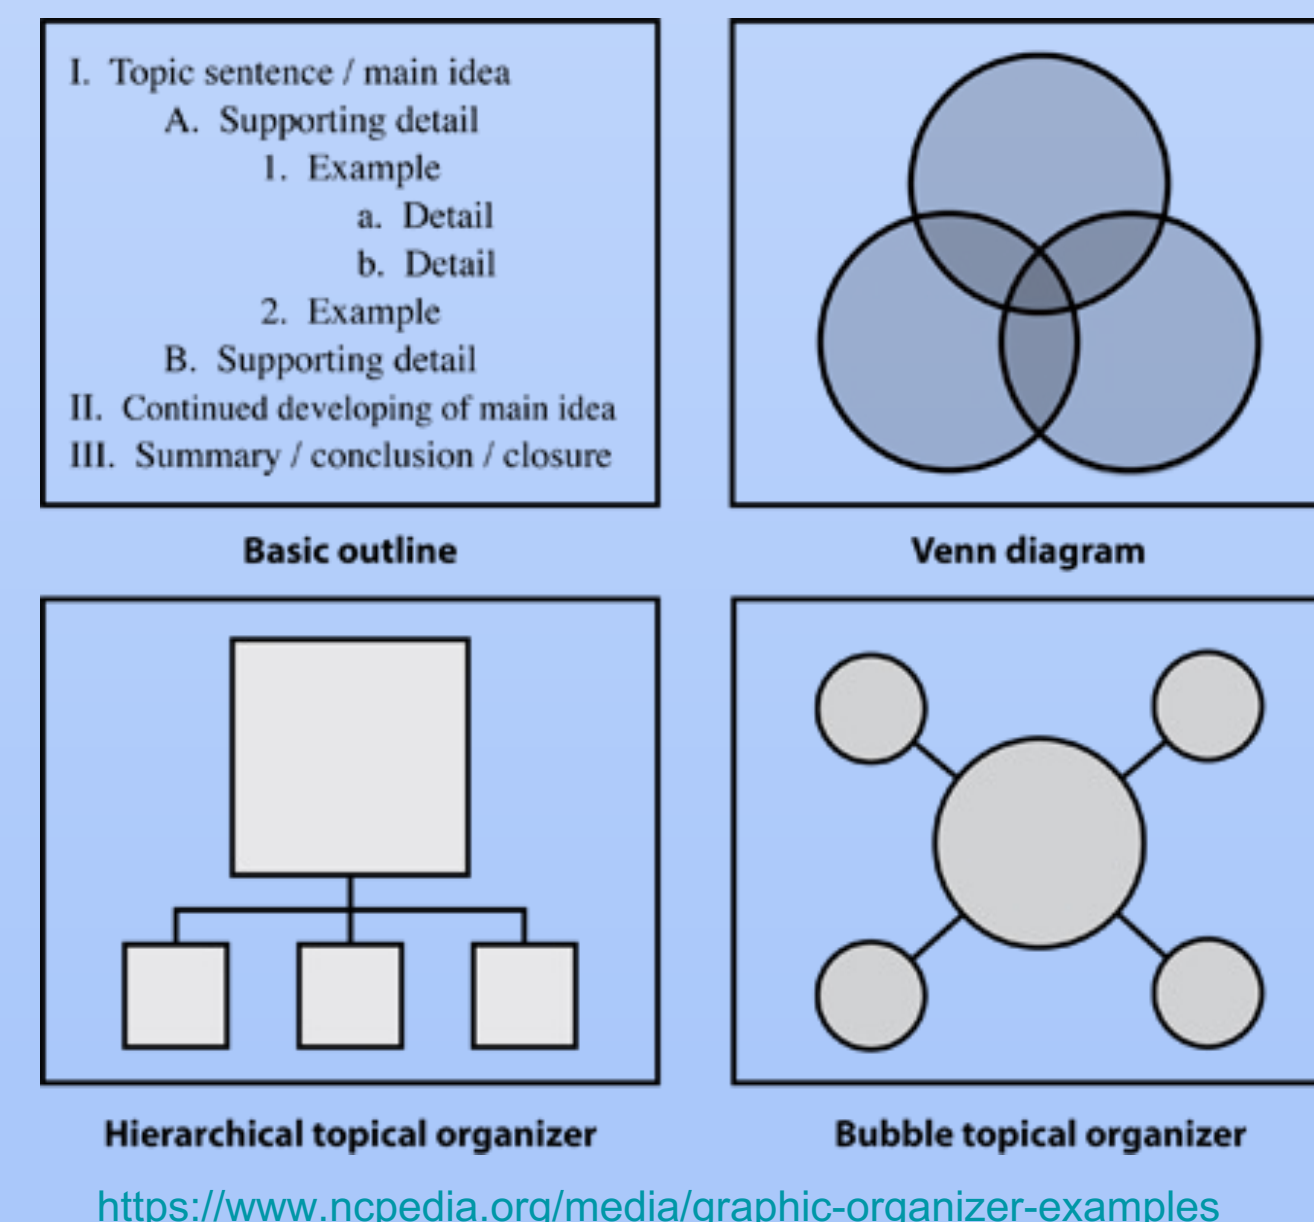 I. Topic sentence / main idea
A. Supporting detail
1. Example
a. Detail
b. Detail
2. Example
B. Supporting detail
II. Continued developing of main idea
III. Summary / conclusion / closure
Basic outline
Venn diagram
Hierarchical topical organizer
Bubble topical organizer
https://www.ncpedia.org/media/graphic-organizer-examples